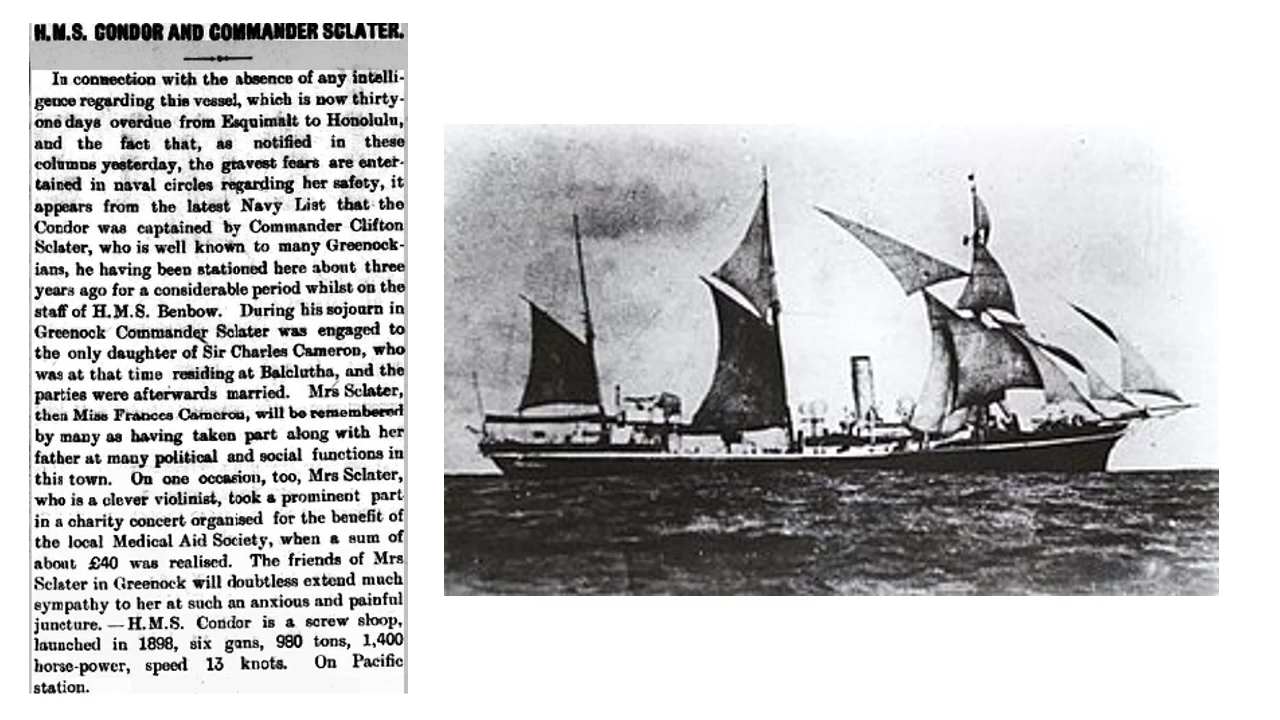 H.M.S. CONDOR AND COMMANDER SCLATER.
In connection with the absence of any intelli-
gence regarding this vessel, which is now thirty-
one days overdue from Esquimalt to Honolulu,
and the fact that, as notified in these
columns yesterday, the gravest fears are enter-
tained in naval circles regarding her safety, it
appears from the latest Navy List that the
Condor was captained by Commander Clifton
Sclater, who is well known to many Greenock-
ians, he having been stationed here about three
years ago for a considerable period whilst on the
staff of H.M.S. Benbow. During his sojourn in
Greenock Commander Sclater was engaged to
the only daughter of Sir Charles Cameron, who
was at that time residing at Balclutha, and the
parties were afterwards married. Mrs Sclater,
then Miss Frances Cameron, will be remembered
by many as having taken part along with her
father at many political and social functions in
this town. On one occasion, too, Mrs Sclater,
who is a clever violinist, took a prominent part
in a charity concert organised for the benefit of
the local Medical Aid Society, when a sum of
about £40 was realised. The friends of Mrs
Sclater in Greenock will doubtless extend much
sympathy to her at such an anxious and painful
juncture. — H.M.S. Condor is a screw sloop,
launched in 1898, six guns, 980 tons, 1,400
horse-power, speed 13 knots. On Pacific
station.